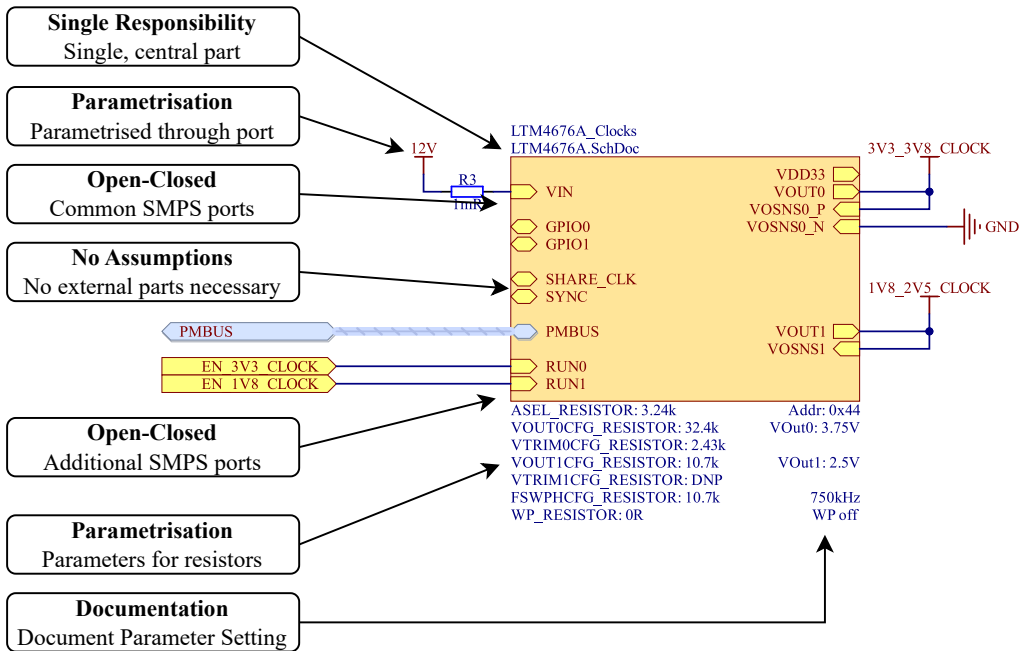 Single Responsibility
Single, central part
Parametrisation
Parametrised through port
Open-Closed
Common SMPS ports
No Assumptions
No external parts necessary
Open-Closed
Additional SMPS ports
Parametrisation
Parameters for resistors
Documentation
Document Parameter Setting
LTM4676A_Clocks
LTM4676A.SchDoc
12V
R3
1mR
VIN
GPIO0
GPIO1
SHARE_CLK
SYNC
PMBUS
PMBUS
EN_3V3_CLOCK
RUN0
EN_1V8_CLOCK
RUN1
3V3_3V8_CLOCK
VDD33
VOUT0
VOSNS0_P
VOSNS0_N
GND
1V8_2V5_CLOCK
VOUT1
VOSNS1
ASEL_RESISTOR: 3.24k Addr: 0x44
VOUT0CFG_RESISTOR: 32.4k VOut0: 3.75V
VTRIM0CFG_RESISTOR: 2.43k
VOUT1CFG_RESISTOR: 10.7k VOut1: 2.5V
VTRIM1CFG_RESISTOR: DNP
FSWPHCFG_RESISTOR: 10.7k 750kHz
WP_RESISTOR: 0R WP off